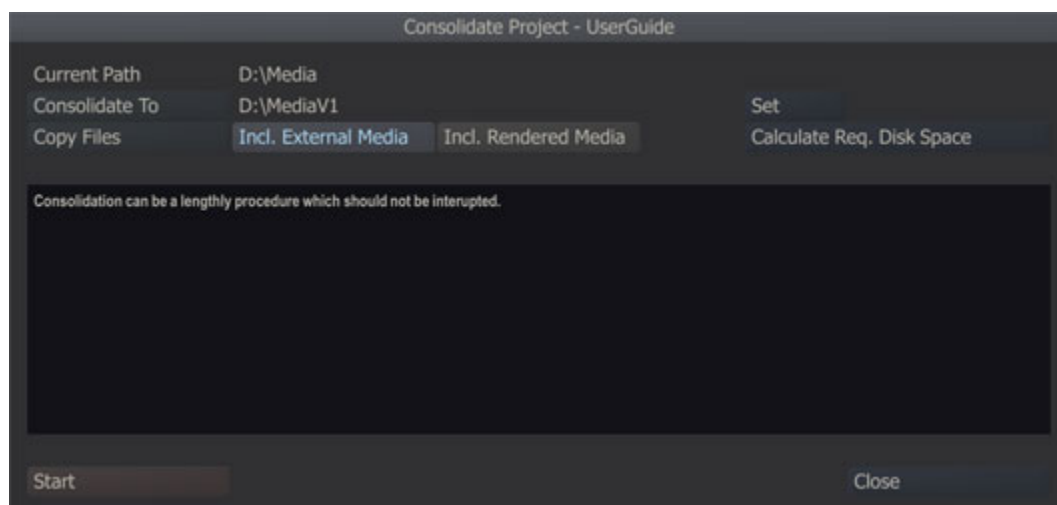 Consolidate Project - UserGuide
Current Path D:\Media
Consolidate To D:\MediaV1 Set
Copy Files Incl. External Media Incl. Rendered Media Calculate Req. Disk Space
Consolidation can be a lengthly procedure which should not be interupted.
Start Close